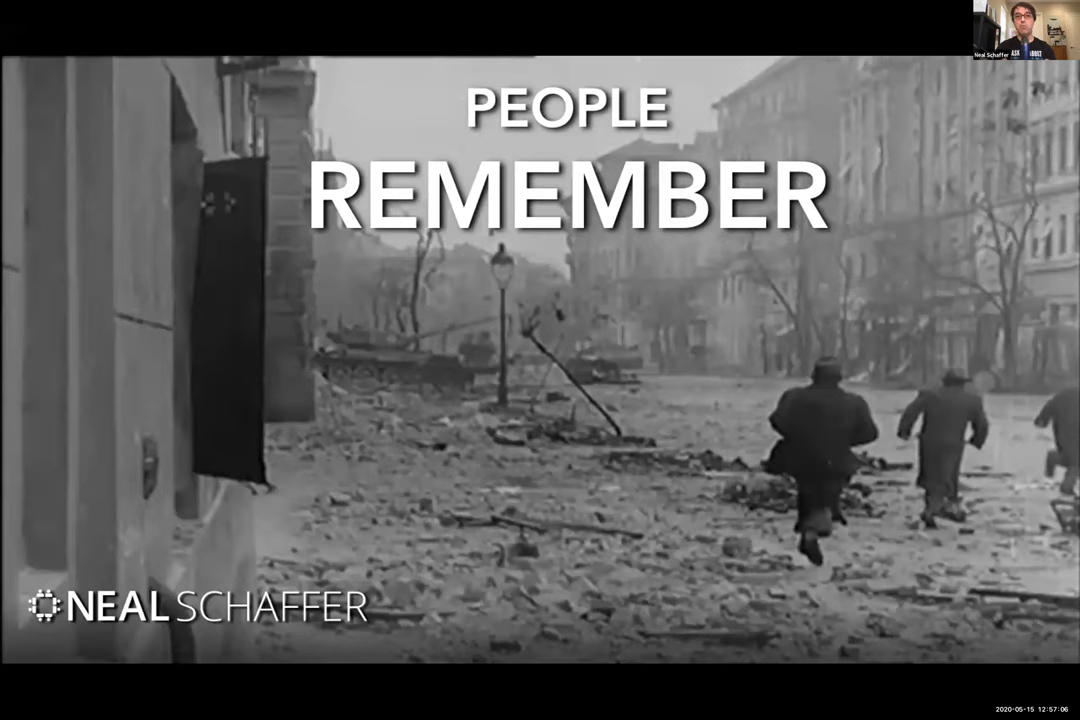 Neal Schaffer
PEOPLE
REMEMBER
NEAL SCHAFFER
2020-05-15 12:57:06